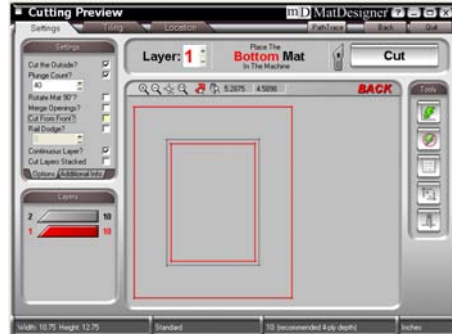 Cutting Preview
mD MatDesigner
Settings
Tiling
Location
PathTrace
Back
Quit
Settings
Cut the Outside?
Plunge Count?
40
Rotate Mat 90°?
Merge Openings?
Cut From Front?
Rail Dodge?
Continuous Layer?
Cut Layers Stacked
Options
Additional Info
Layer: 1
Place The
Bottom Mat
In The Machine
Cut
5.2875 4.5898
BACK
Tools
Layers
2 10
1 10
Width: 10.75 Height: 12.75
Standard
10: (recommended 4-ply depth)
Inches